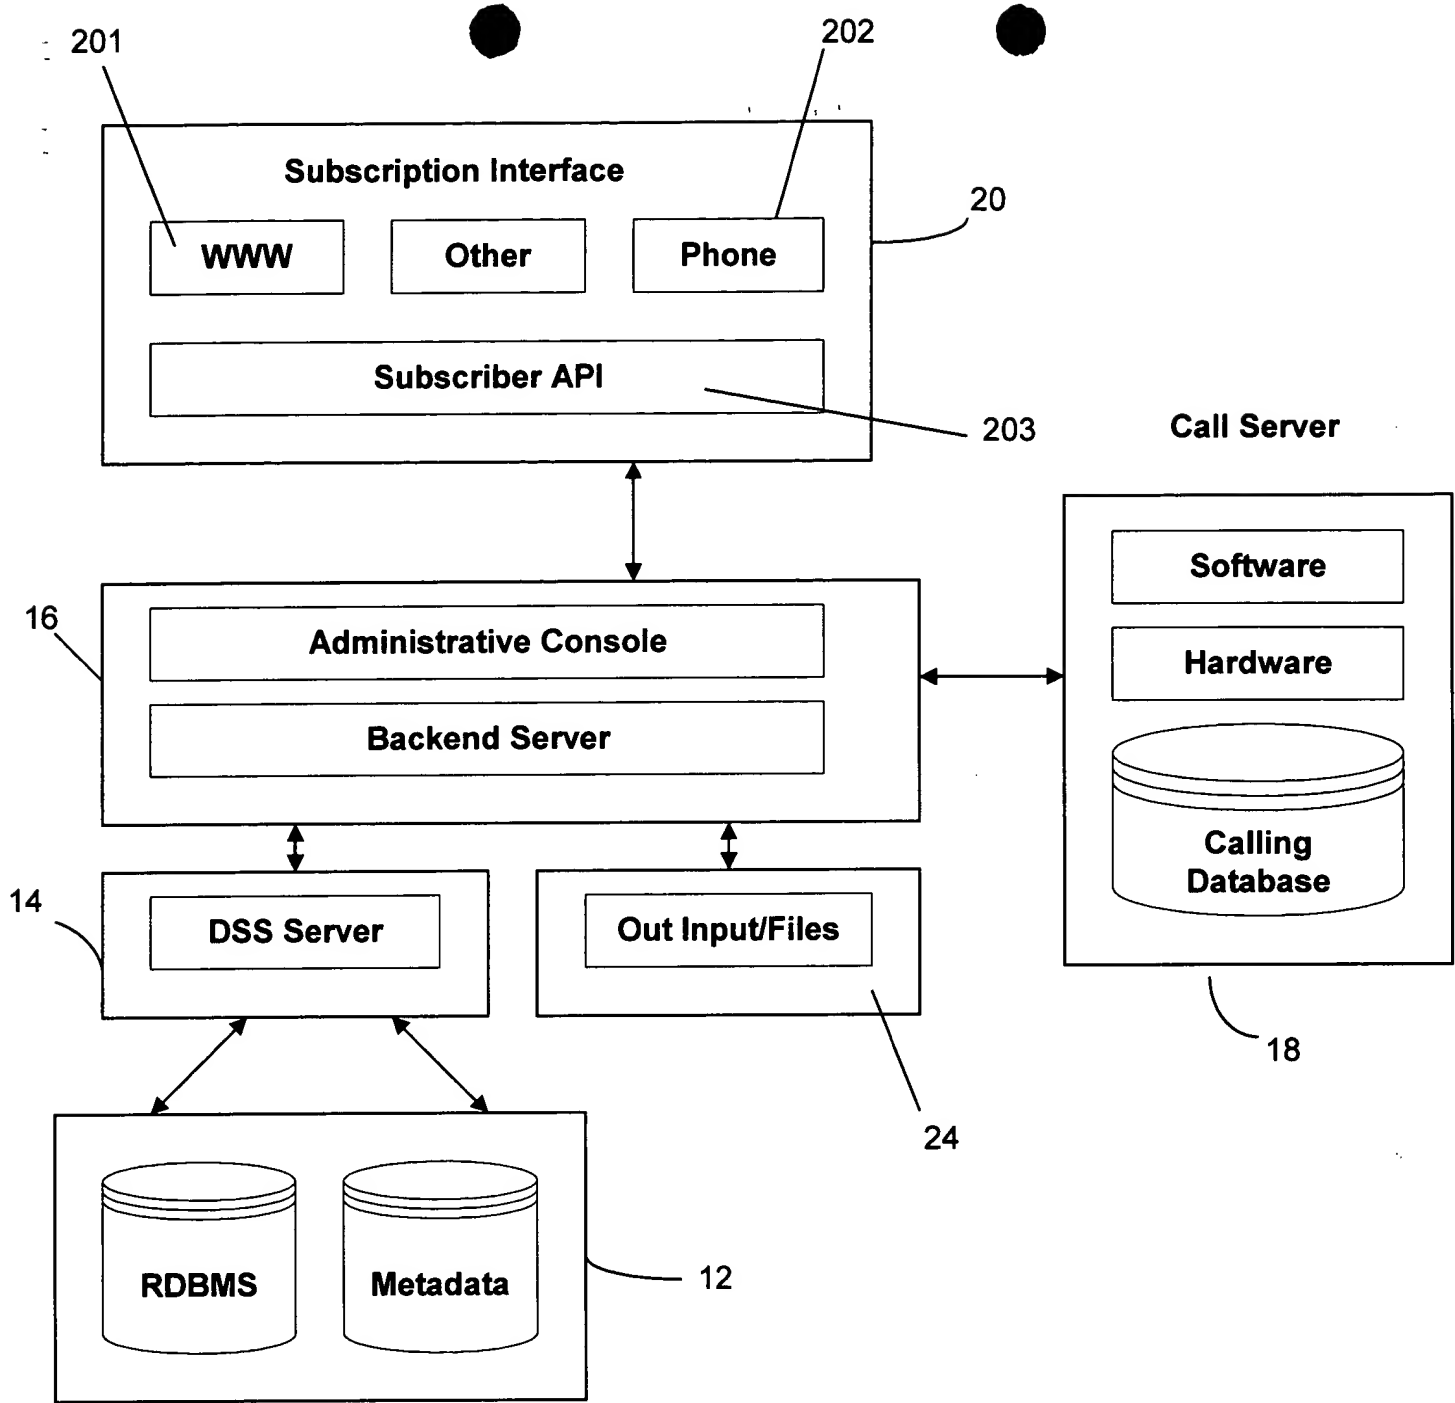 201
202
Subscription Interface
20
WWW
Other
Phone
Subscriber API
203
Call Server
Software
16
Administrative Console
Hardware
Backend Server
Calling
Database
14
DSS Server
Out Input/Files
18
24
RDBMS
Metadata
12